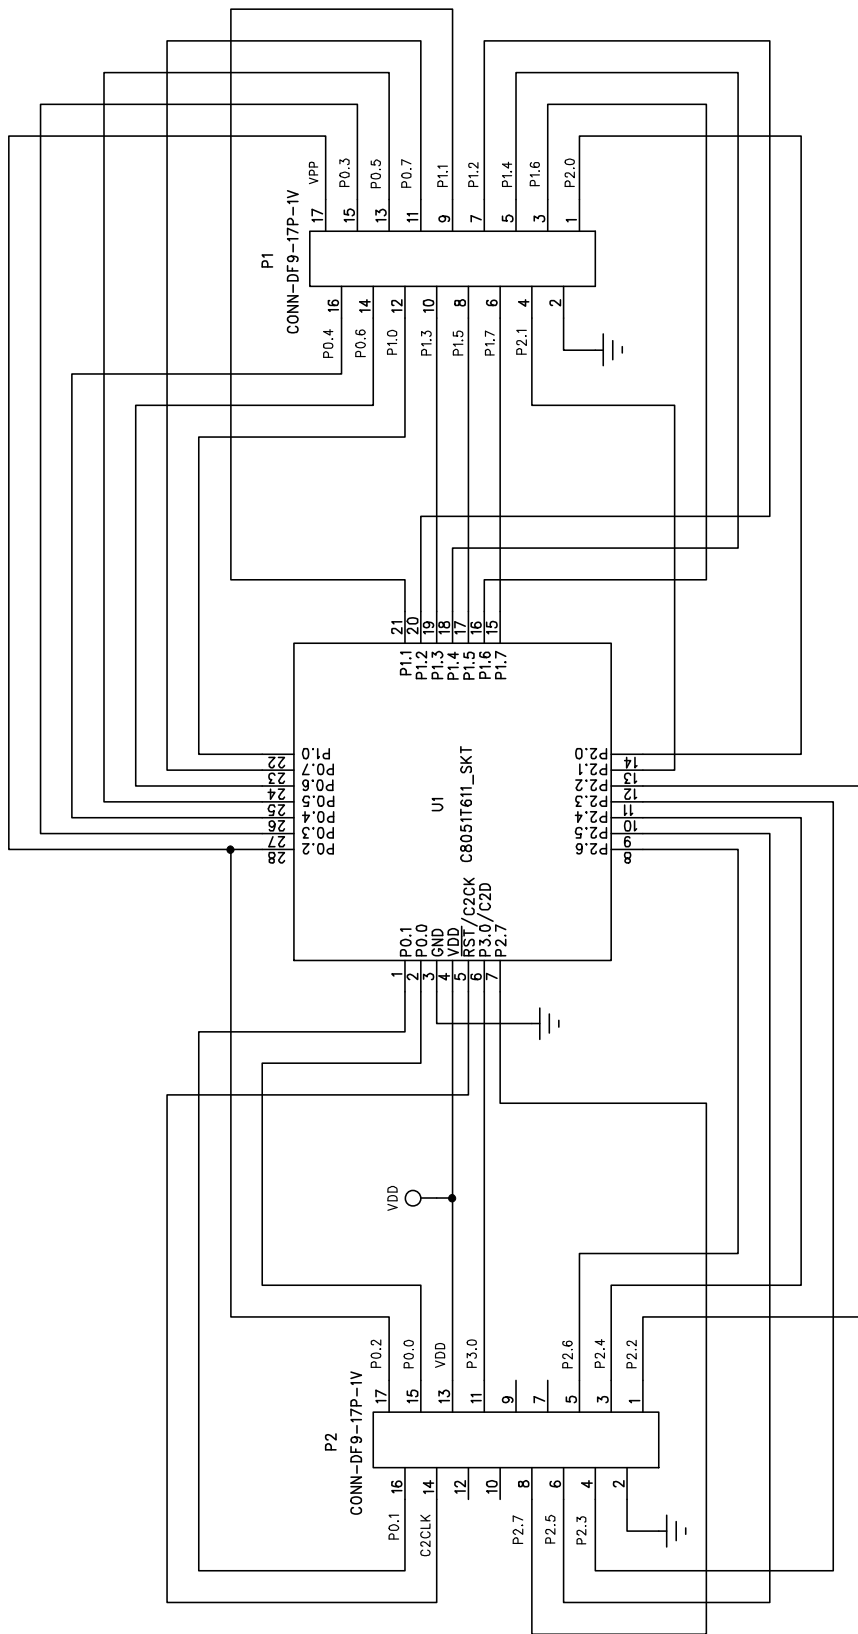 VPP
P0.3
P0.5
P0.7
P1.1
P1.2
P1.4
P1.6
P2.0
17
15
13
11
9
7
5
3
1
P1
CONN-DF9-17P-1V
16
14
12
10
8
6
4
2
P0.4
P0.6
P1.0
P1.3
P1.5
P1.7
P2.1
21
20
19
18
17
16
15
P1.1
P1.2
P1.3
P1.4
P1.5
P1.6
P1.7
22
23
24
25
26
27
28
P1.0
P0.7
P0.6
P0.5
P0.4
P0.3
P0.2
U1
C8051T611_SKT
P2.0
P2.1
P2.2
P2.3
P2.4
P2.5
P2.6
14
13
12
11
10
9
8
P0.1
P0.0
GND
VDD
RST/C2CK
P3.0/C2D
P2.7
1
2
3
4
5
6
7
VDD
P0.2
P0.0
VDD
P3.0
P2.6
P2.4
P2.2
17
15
13
11
9
7
5
3
1
P2
CONN-DF9-17P-1V
16
14
12
10
8
6
4
2
P0.1
C2CLK
P2.7
P2.5
P2.3